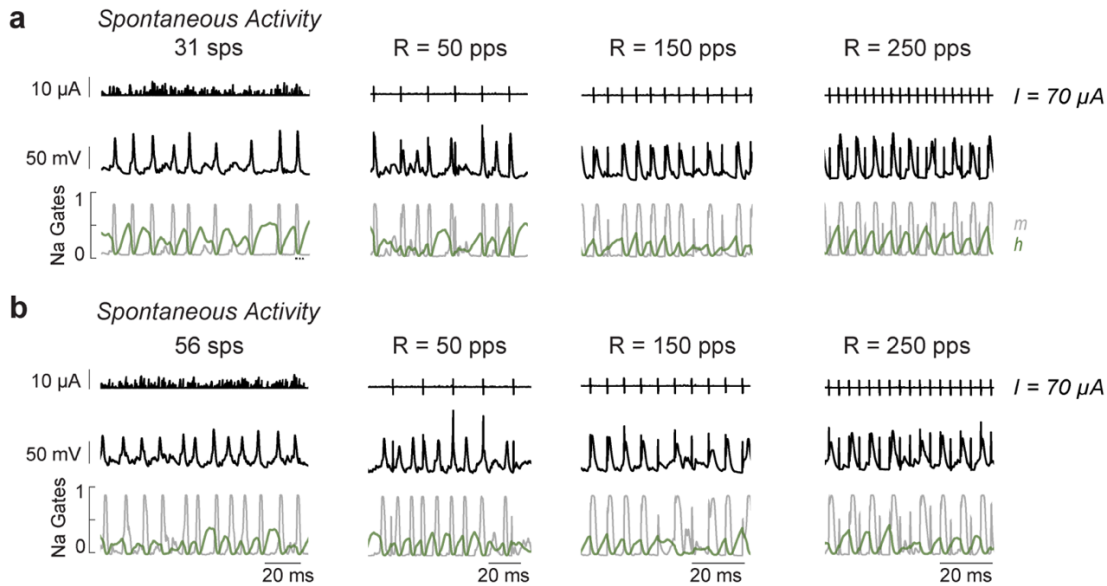 a
Spontaneous Activity
31 sps
R = 50 pps
R = 150 pps
R = 250 pps
10 µA
I = 70 µA
50 mV
Na Gates
1
0
m
h
b
Spontaneous Activity
56 sps
R = 50 pps
R = 150 pps
R = 250 pps
10 µA
I = 70 µA
50 mV
Na Gates
1
0
20 ms
20 ms
20 ms
20 ms